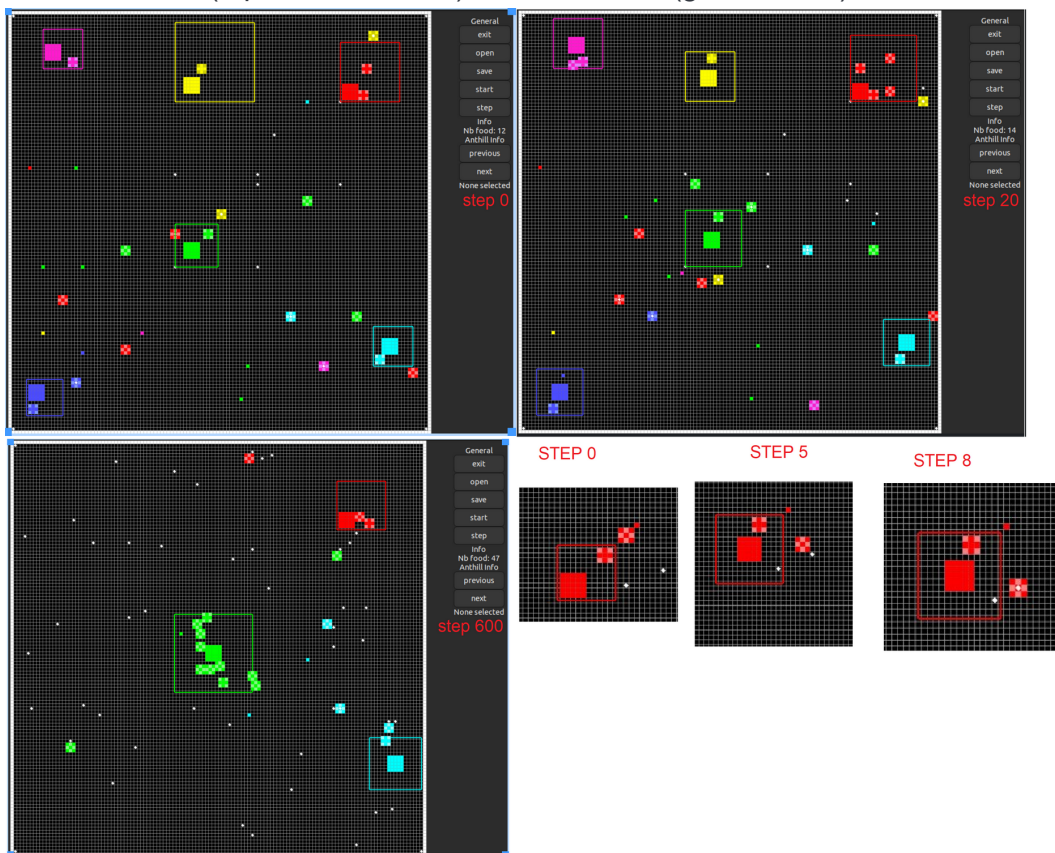 General
exit
open
save
start
step
Info
Nb food: 12
Anthill Info
previous
next
None selected
step 0
General
exit
open
save
start
step
Info
Nb food: 14
Anthill Info
previous
next
None selected
step 20
General
exit
open
save
start
step
Info
Nb food: 47
Anthill Info
previous
next
None selected
step 600
STEP 0
STEP 5
STEP 8